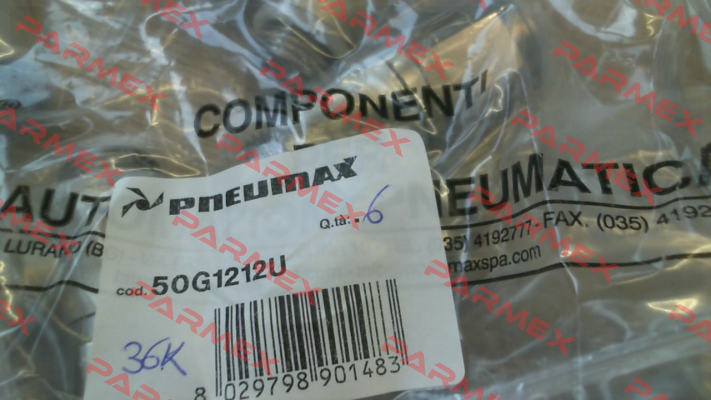 COMPONENTI
AUT
NEUMATICA
LURANO (B
35) 4192777 - FAX. (035) 4192
maxspa.com
PNEUMAX
Q.tà: 6
cod. 50G1212U
36K
8 029798 901483
PARMEX